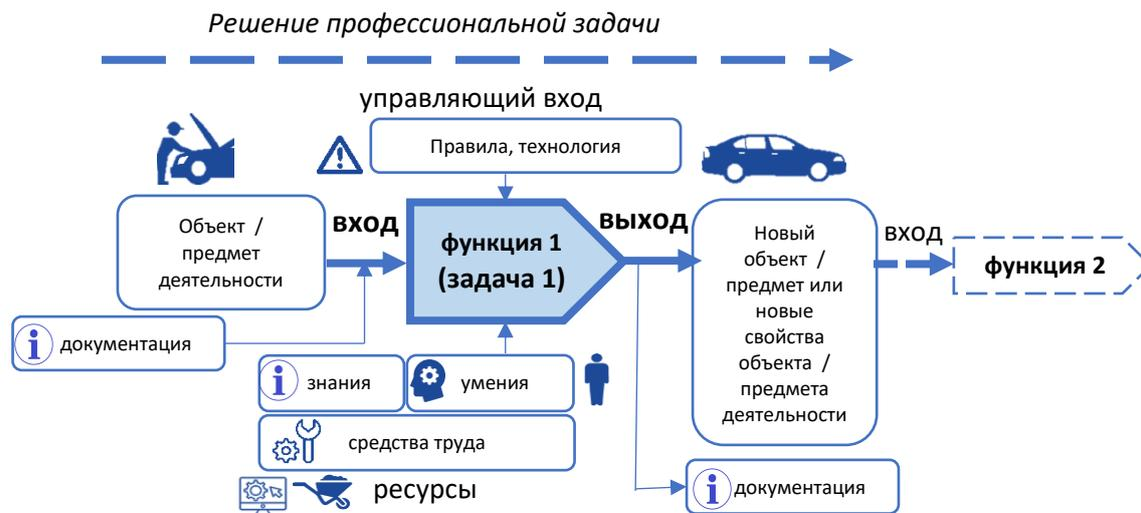 Решение профессиональной задачи
управляющий вход
Правила, технология
Объект /
предмет
деятельности
вход
функция 1
(задача 1)
выход
Новый
объект /
предмет или
новые
свойства
объекта /
предмета
деятельности
вход
функция 2
i документация
i знания
умения
средства труда
ресурсы
i документация